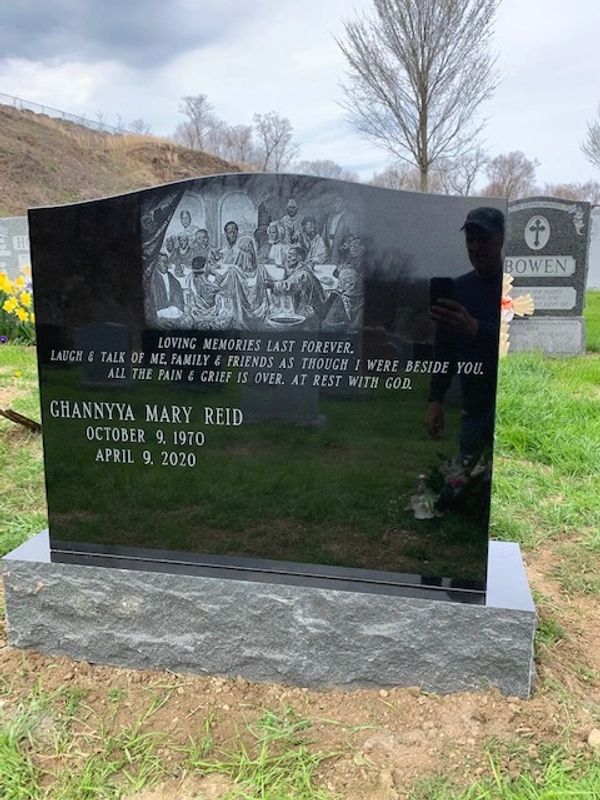 LOVING MEMORIES LAST FOREVER.
LAUGH & TALK OF ME, FAMILY & FRIENDS AS THOUGH I WERE BESIDE YOU.
ALL THE PAIN & GRIEF IS OVER. AT REST WITH GOD.
GHANNYYA MARY REID
OCTOBER 9, 1970
APRIL 9, 2020
BOWEN